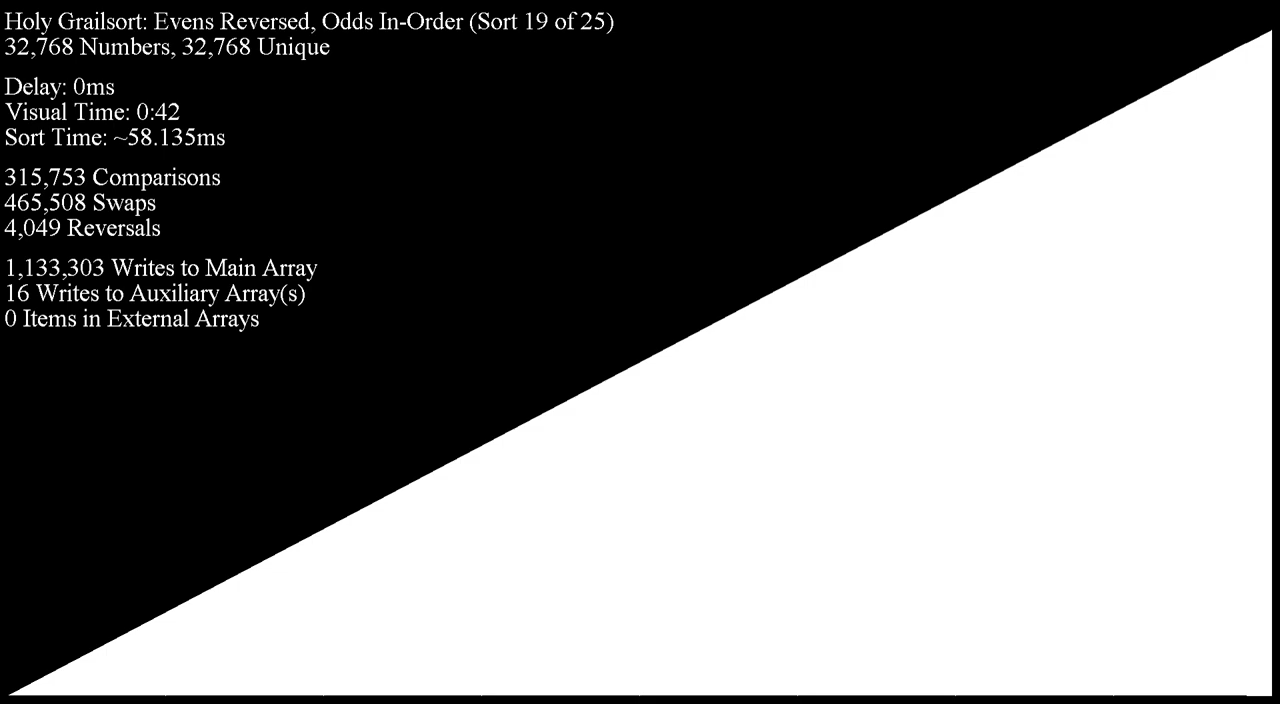 Holy Grailsort: Evens Reversed, Odds In-Order (Sort 19 of 25)
32,768 Numbers, 32,768 Unique
Delay: 0ms
Visual Time: 0:42
Sort Time: ~58.135ms
315,753 Comparisons
465,508 Swaps
4,049 Reversals
1,133,303 Writes to Main Array
16 Writes to Auxiliary Array(s)
0 Items in External Arrays